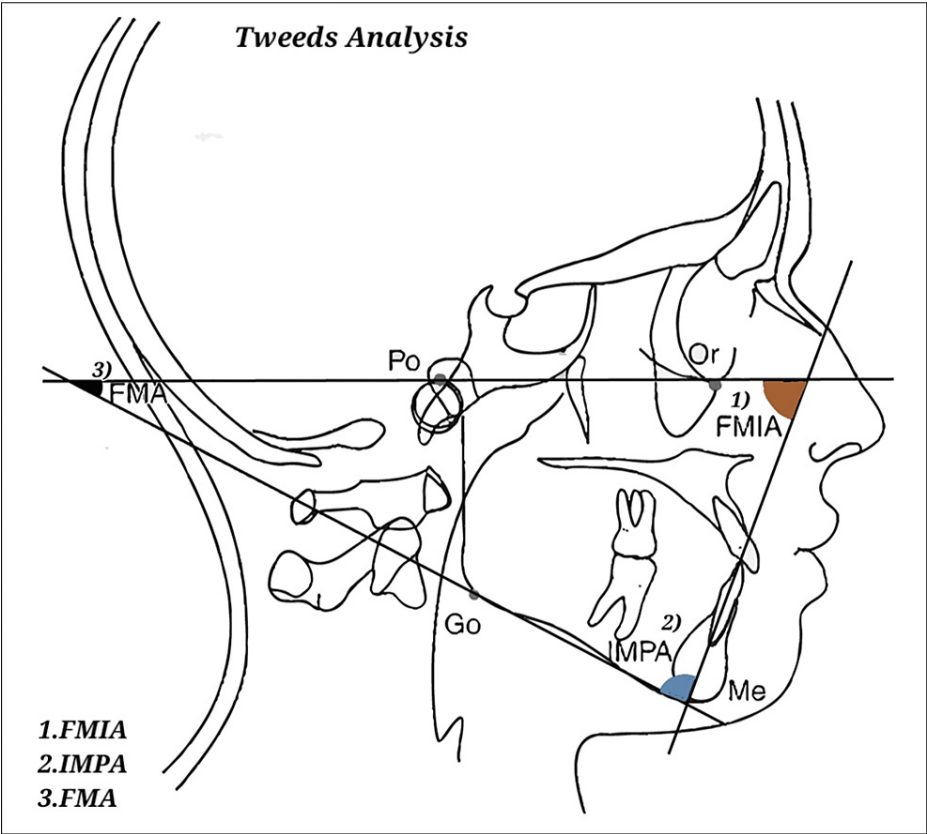 Tweeds Analysis
Po
Or
3)
FMA
1)
FMIA
Go
2)
IMPA
Me
1.FMIA
2.IMPA
3.FMA